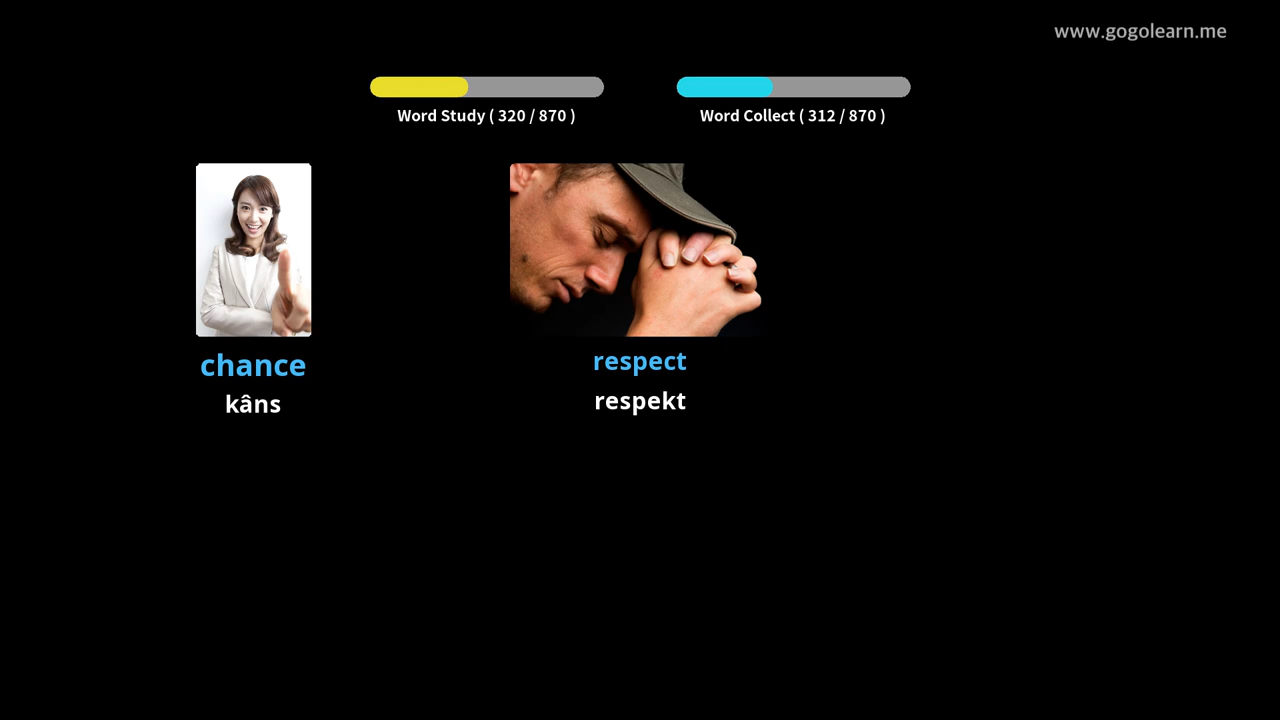 www.gogolearn.me
Word Study ( 320 / 870 )
Word Collect ( 312 / 870 )
chance
kâns
respect
respekt